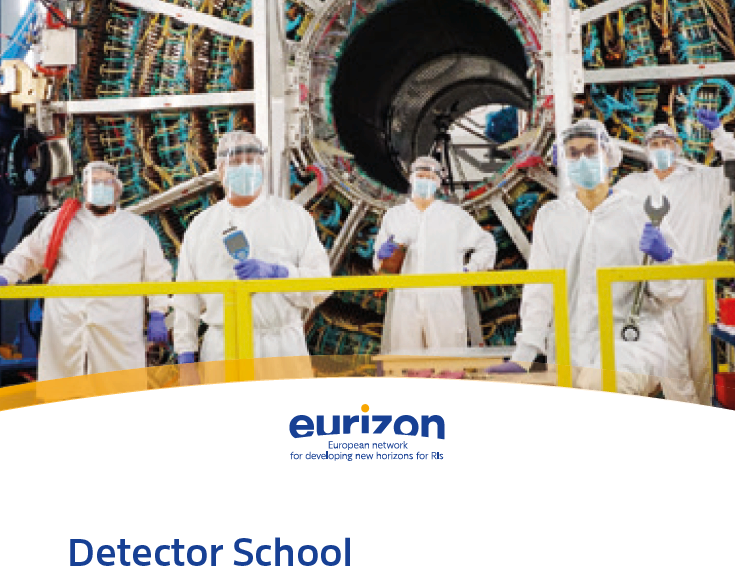 eurizon
European network
for developing new horizons for RIs
Detector School